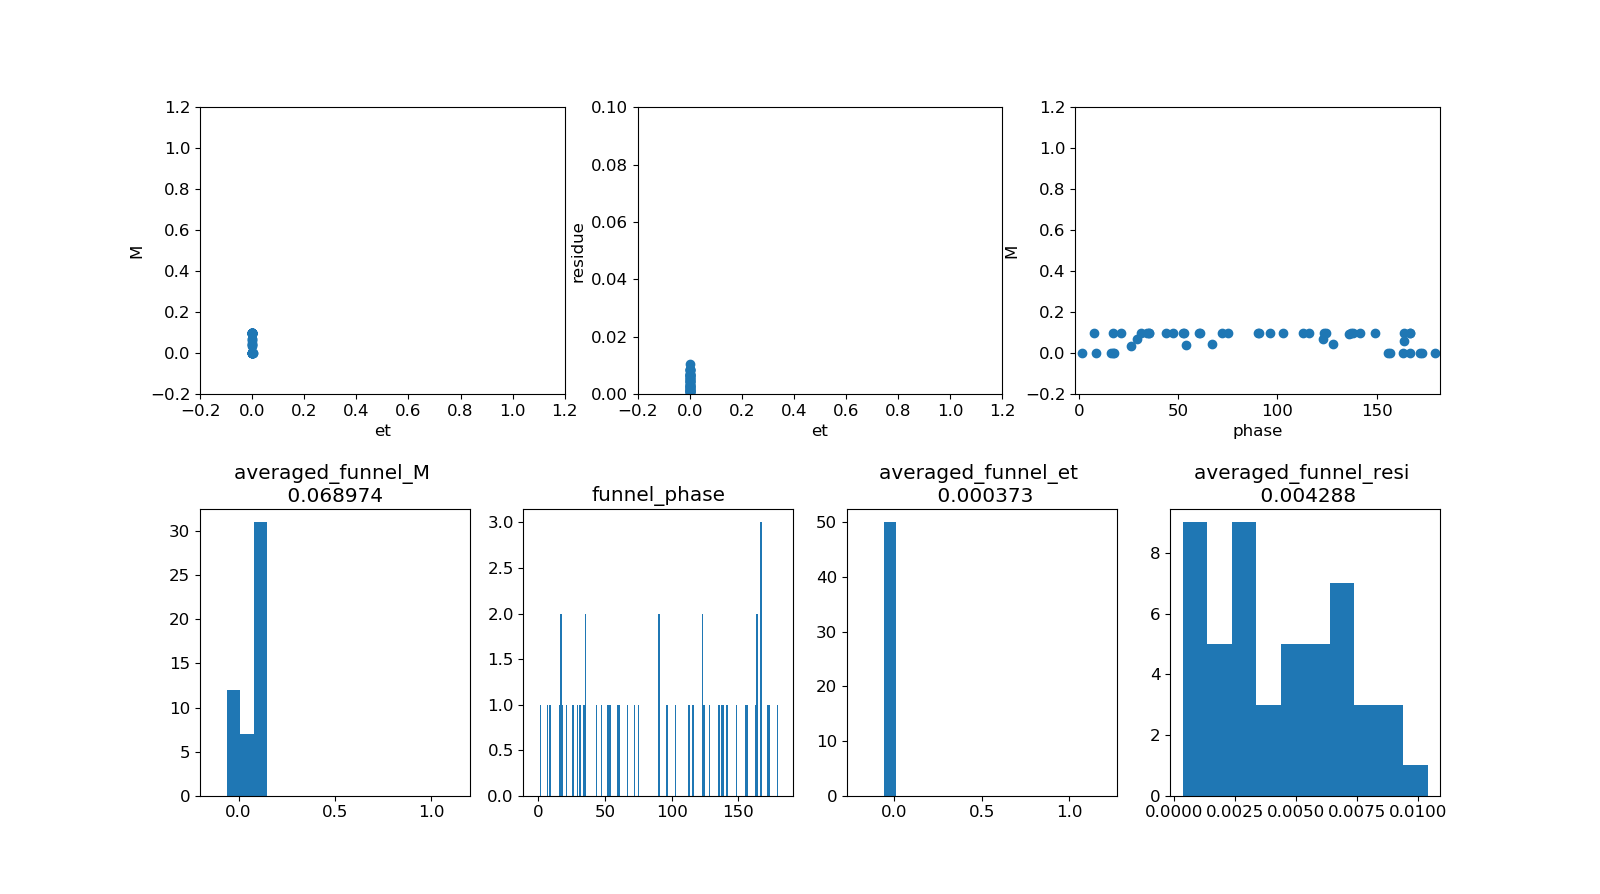 1.2
1.0
0.8
0.6
0.4
0.2
0.0
−0.2
M
−0.2 0.0 0.2 0.4 0.6 0.8 1.0 1.2
et
0.10
0.08
0.06
0.04
0.02
0.00
residue
−0.2 0.0 0.2 0.4 0.6 0.8 1.0 1.2
et
1.2
1.0
0.8
0.6
0.4
0.2
0.0
−0.2
M
0 50 100 150
phase
averaged_funnel_M
0.068974
30
25
20
15
10
5
0
0.0 0.5 1.0
funnel_phase
3.0
2.5
2.0
1.5
1.0
0.5
0.0
0 50 100 150
averaged_funnel_et
0.000373
50
40
30
20
10
0
0.0 0.5 1.0
averaged_funnel_resi
0.004288
8
6
4
2
0
0.0000 0.0025 0.0050 0.0075 0.0100